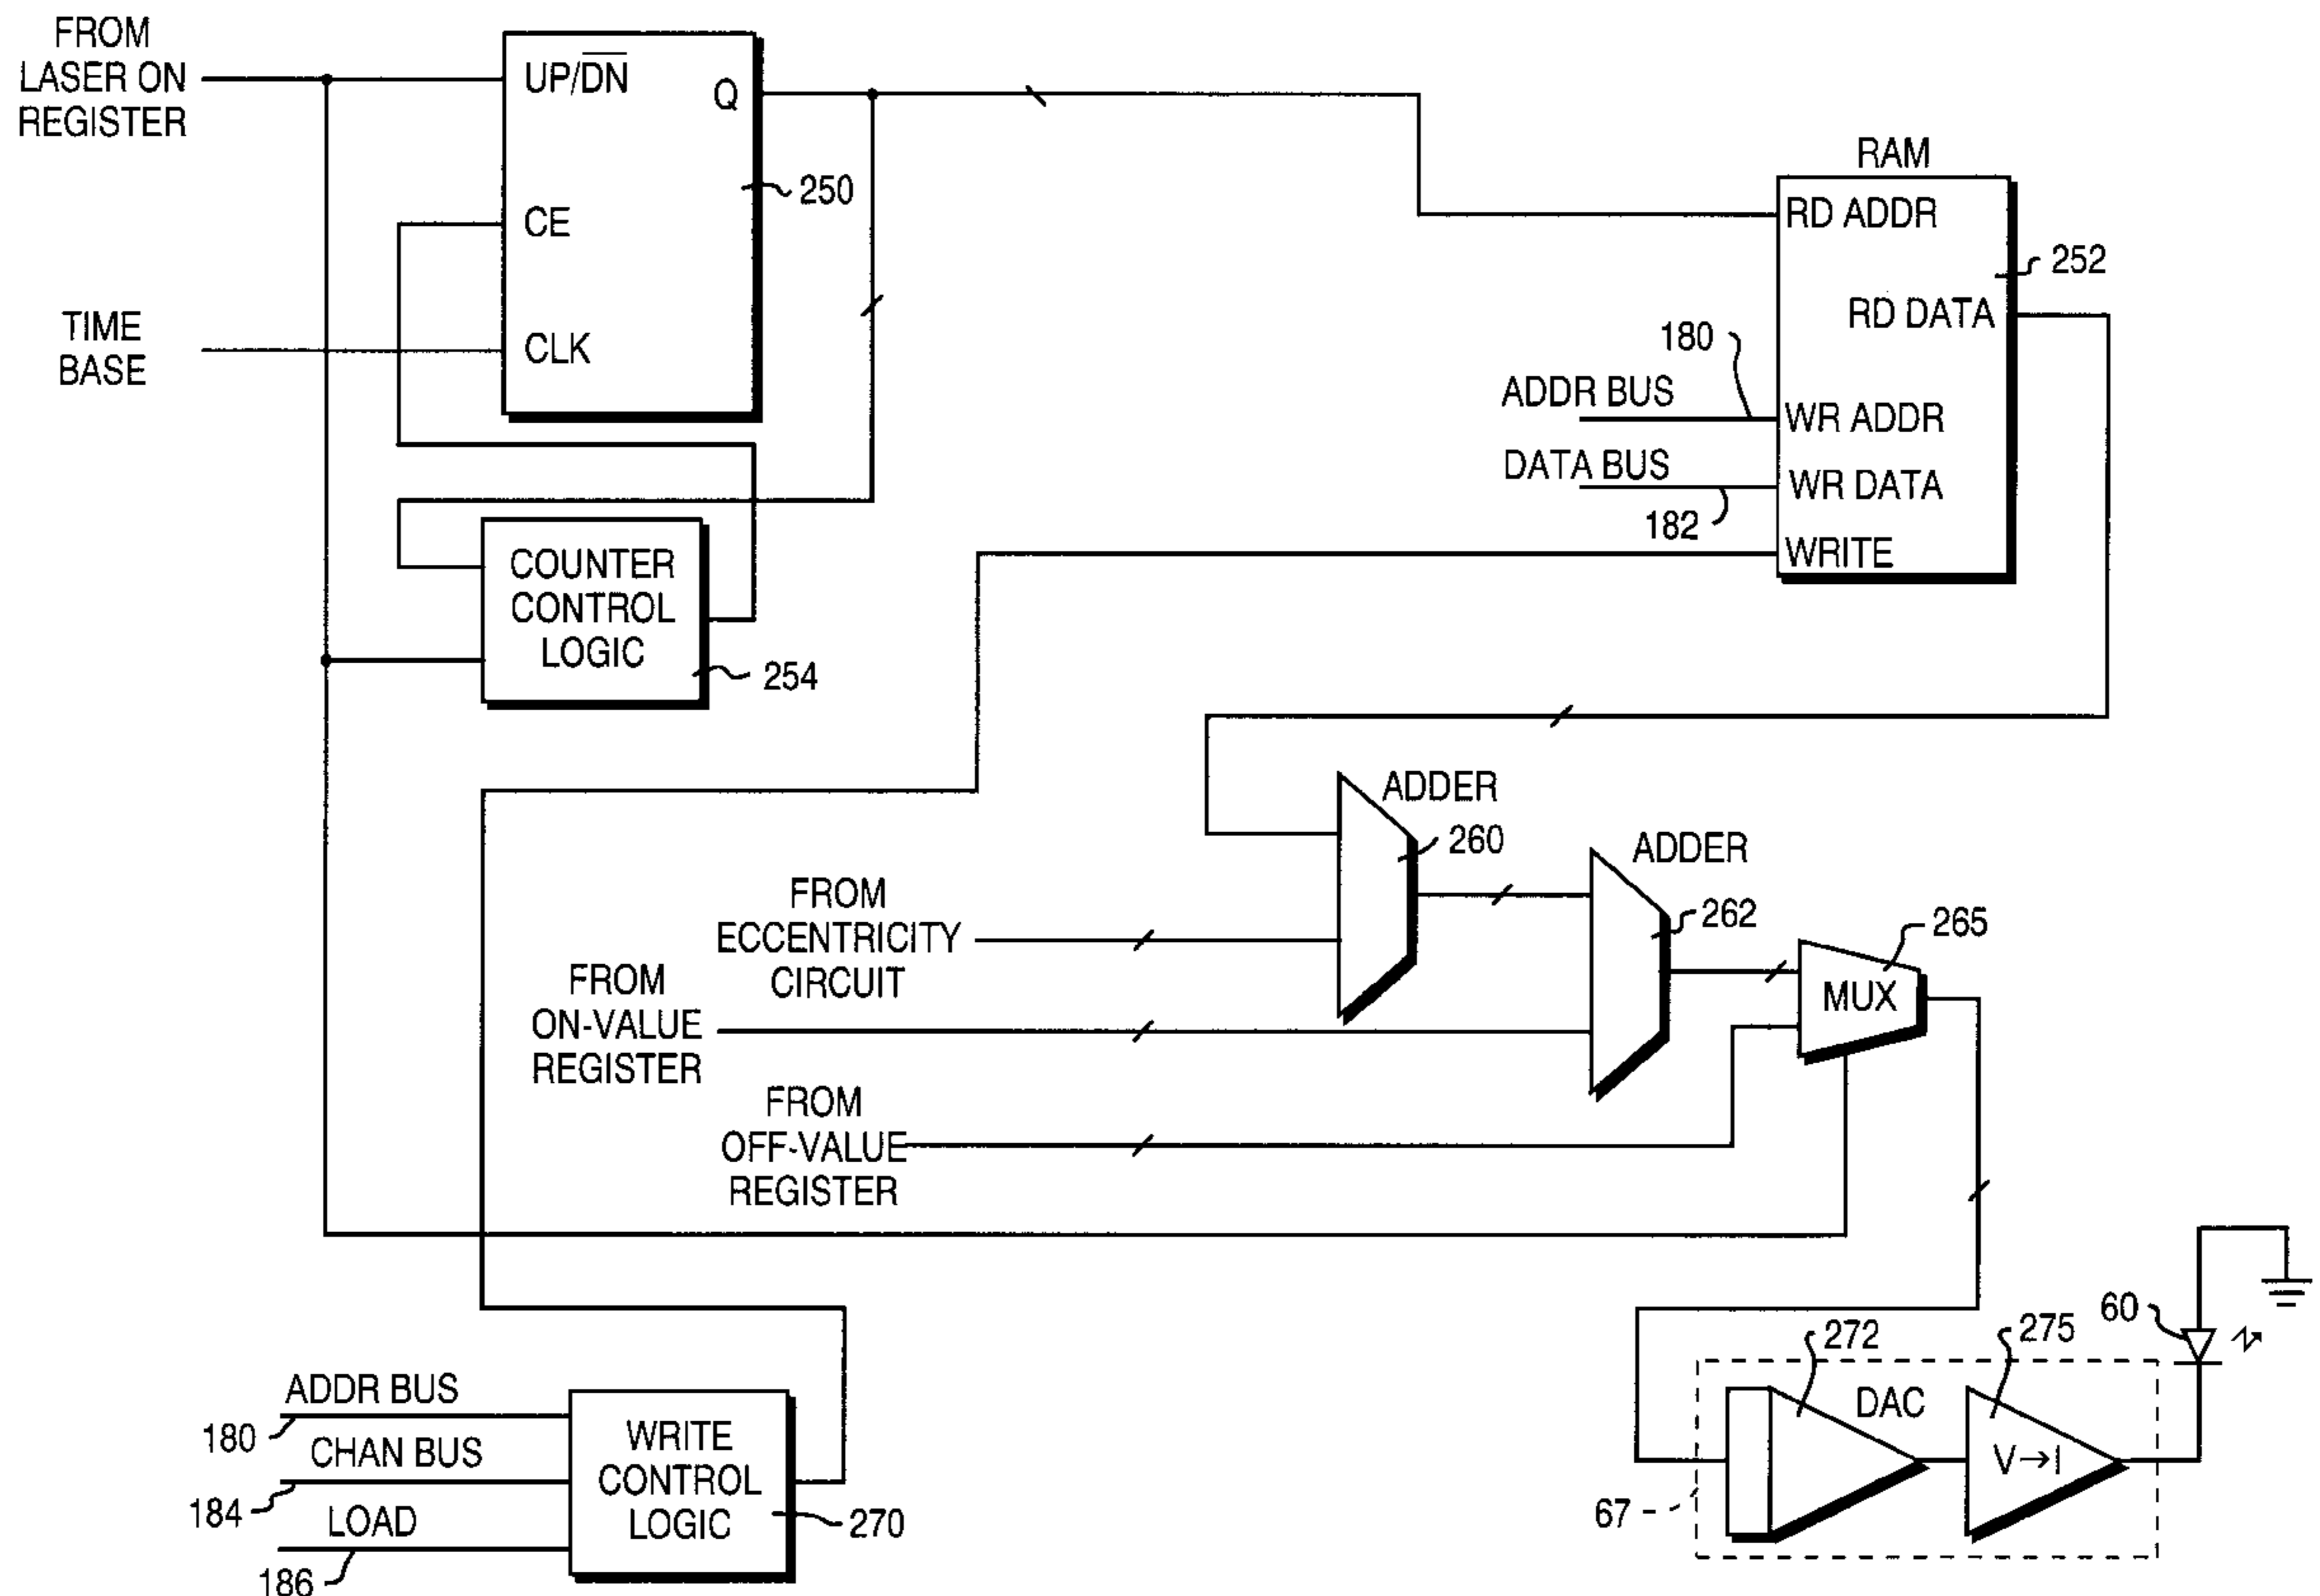 FROM
LASER ON
REGISTER
UP/DN
Q
250
CE
CLK
TIME
BASE
RAM
RD ADDR
252
RD DATA
180
ADDR BUS
WR ADDR
DATA BUS
WR DATA
182
WRITE
COUNTER
CONTROL
LOGIC
254
ADDER
260
ADDER
262
265
MUX
FROM
ECCENTRICITY
CIRCUIT
FROM
ON-VALUE
REGISTER
FROM
OFF-VALUE
REGISTER
ADDR BUS
180
CHAN BUS
184
LOAD
186
WRITE
CONTROL
LOGIC
270
60
272
275
DAC
V→I
67